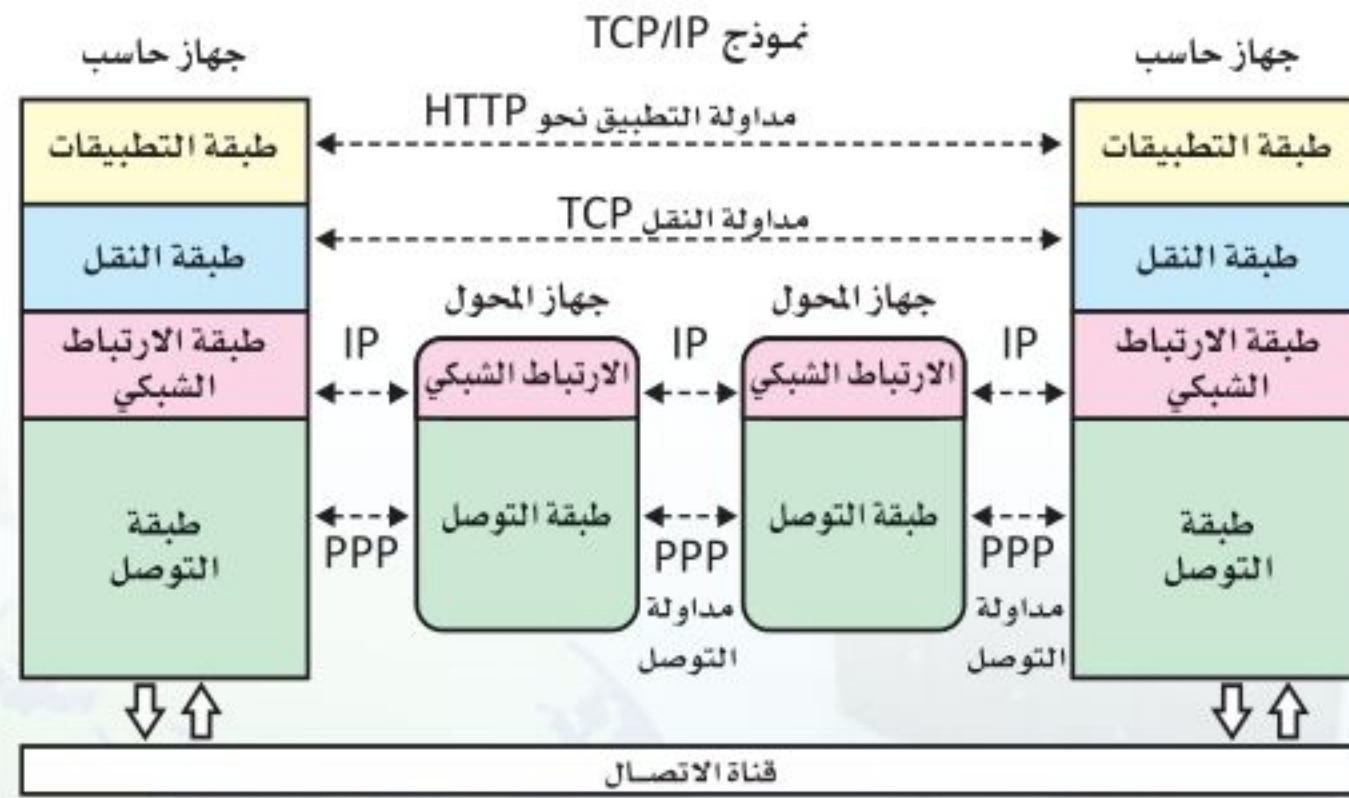 نموذج TCP/IP
جهاز حاسب
جهاز حاسب
طبقة التطبيقات
مداولة التطبيق نحو HTTP
طبقة التطبيقات
طبقة النقل
مداولة النقل TCP
طبقة النقل
جهاز المحول
جهاز المحول
طبقة الارتباط
الشبكي
IP
الارتباط الشبكي
IP
الارتباط الشبكي
IP
طبقة الارتباط
الشبكي
طبقة
التوصل
PPP
مداولة
التوصل
طبقة التوصل
PPP
مداولة
التوصل
طبقة التوصل
PPP
طبقة
التوصل
قناة الاتصال